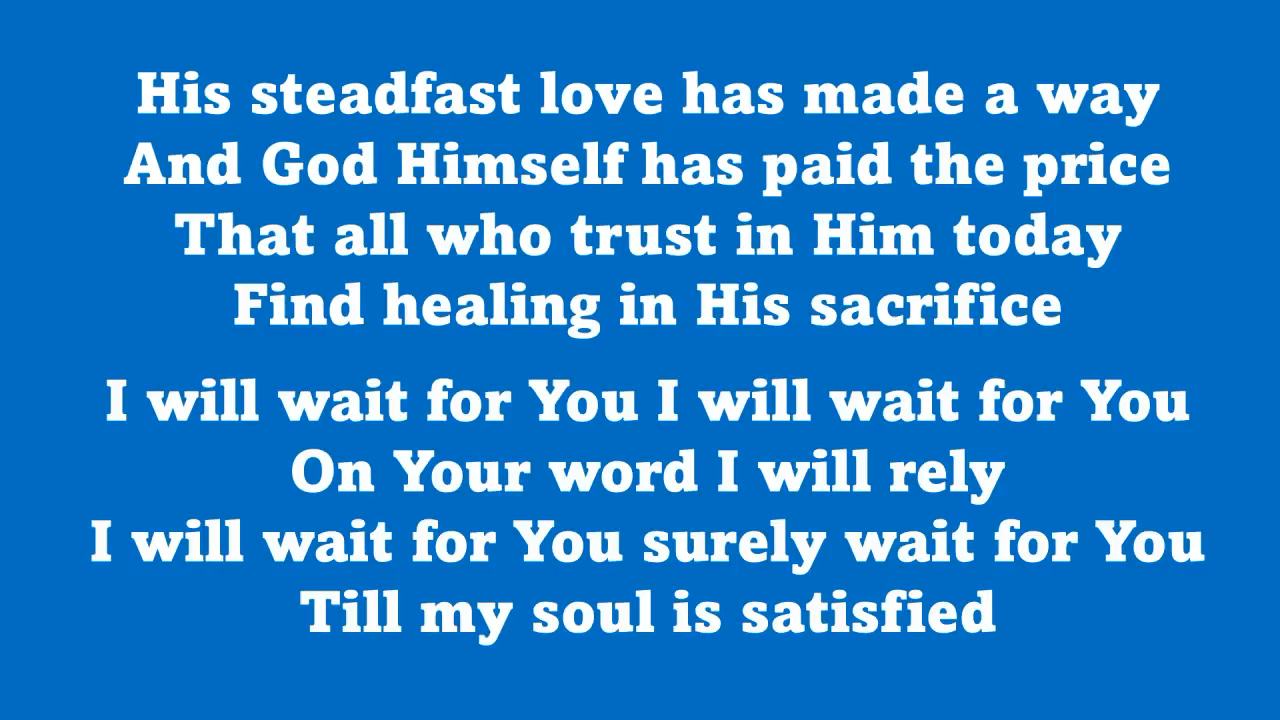 His steadfast love has made a way
And God Himself has paid the price
That all who trust in Him today
Find healing in His sacrifice
I will wait for You I will wait for You
On Your word I will rely
I will wait for You surely wait for You
Till my soul is satisfied